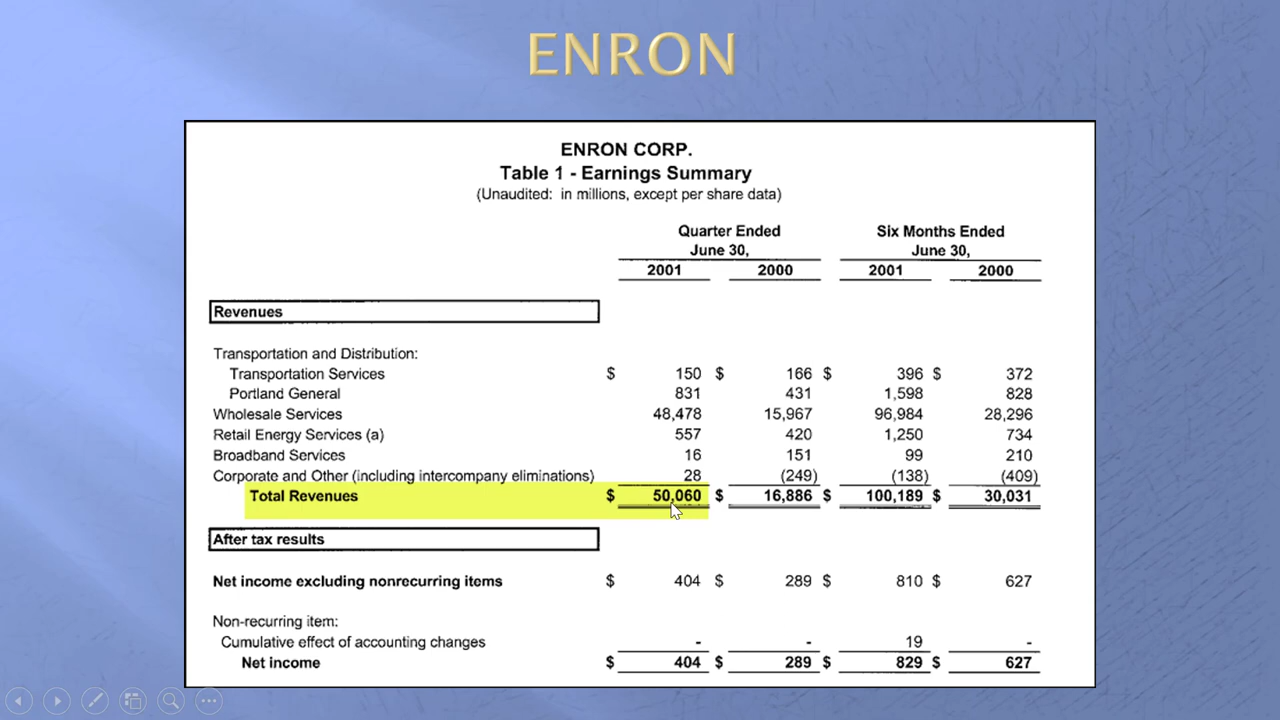 ENRON
ENRON CORP.
Table 1 - Earnings Summary
(Unaudited: in millions, except per share data)
Quarter Ended Six Months Ended
June 30, June 30,
2001 2000 2001 2000
Revenues
Transportation and Distribution:
Transportation Services $ 150 $ 166 $ 396 $ 372
Portland General 831 431 1,598 828
Wholesale Services 48,478 15,967 96,984 28,296
Retail Energy Services (a) 557 420 1,250 734
Broadband Services 16 151 99 210
Corporate and Other (including intercompany eliminations) 28 (249) (138) (409)
Total Revenues $ 50,060 $ 16,886 $ 100,189 $ 30,031
After tax results
Net income excluding nonrecurring items $ 404 $ 289 $ 810 $ 627
Non-recurring item:
Cumulative effect of accounting changes - - 19 -
Net income $ 404 $ 289 $ 829 $ 627